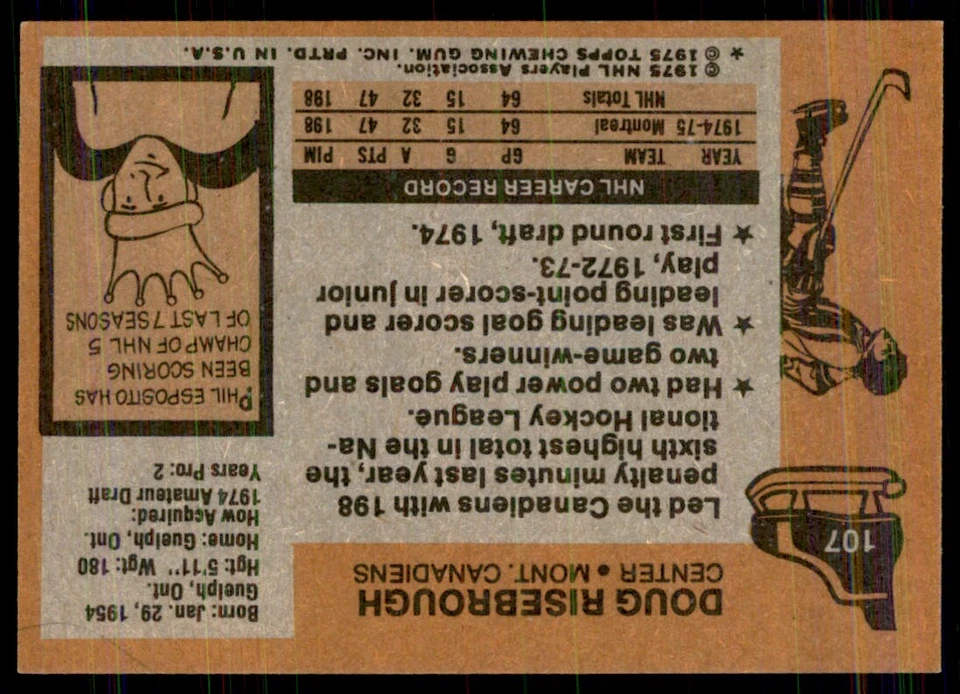 107
DOUG RISEBROUGH
CENTER • MONT. CANADIENS
Born: Jan. 29, 1954
Guelph, Ont.
Hgt: 5'11" Wgt: 180
Home: Guelph, Ont.
How Acquired:
1974 Amateur Draft
Years Pro: 2
Led the Canadiens with 198
penalty minutes last year, the
sixth highest total in the Na-
tional Hockey League.
★ Had two power play goals and
two game-winners.
★ Was leading goal scorer and
leading point-scorer in junior
play, 1972-73.
★ First round draft, 1974.
PHIL ESPOSITO HAS
BEEN SCORING
CHAMP OF NHL 5
OF LAST 7 SEASONS
NHL CAREER RECORD
YEAR TEAM GP G A PTS PIM
1974-75 Montreal 64 15 32 47 198
NHL Totals 64 15 32 47 198
© 1975 NHL Players Association.
★ © 1975 TOPPS CHEWING GUM, INC. PRTD. IN U.S.A.